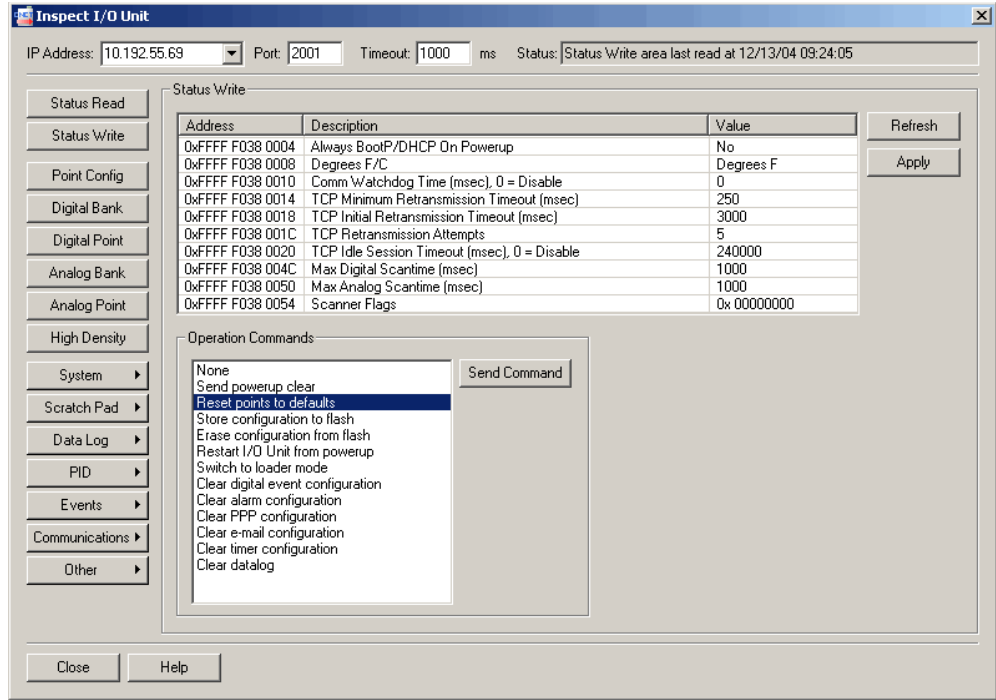 Inspect I/O Unit
IP Address: 10.192.55.69 Port: 2001 Timeout: 1000 ms Status: Status Write area last read at 12/13/04 09:24:05
Status Read
Status Write
Point Config
Digital Bank
Digital Point
Analog Bank
Analog Point
High Density
System
Scratch Pad
Data Log
PID
Events
Communications
Other
Status Write
Address Description Value
0xFFFF F038 0004 Always BootP/DHCP On Powerup No
0xFFFF F038 0008 Degrees F/C Degrees F
0xFFFF F038 0010 Comm Watchdog Time (msec), 0 = Disable 0
0xFFFF F038 0014 TCP Minimum Retransmission Timeout (msec) 250
0xFFFF F038 0018 TCP Initial Retransmission Timeout (msec) 3000
0xFFFF F038 001C TCP Retransmission Attempts 5
0xFFFF F038 0020 TCP Idle Session Timeout (msec), 0 = Disable 240000
0xFFFF F038 004C Max Digital Scantime (msec) 1000
0xFFFF F038 0050 Max Analog Scantime (msec) 1000
0xFFFF F038 0054 Scanner Flags 0x 00000000
Refresh
Apply
Operation Commands
None
Send powerup clear
Reset points to defaults
Store configuration to flash
Erase configuration from flash
Restart I/O Unit from powerup
Switch to loader mode
Clear digital event configuration
Clear alarm configuration
Clear PPP configuration
Clear e-mail configuration
Clear timer configuration
Clear datalog
Send Command
Close Help